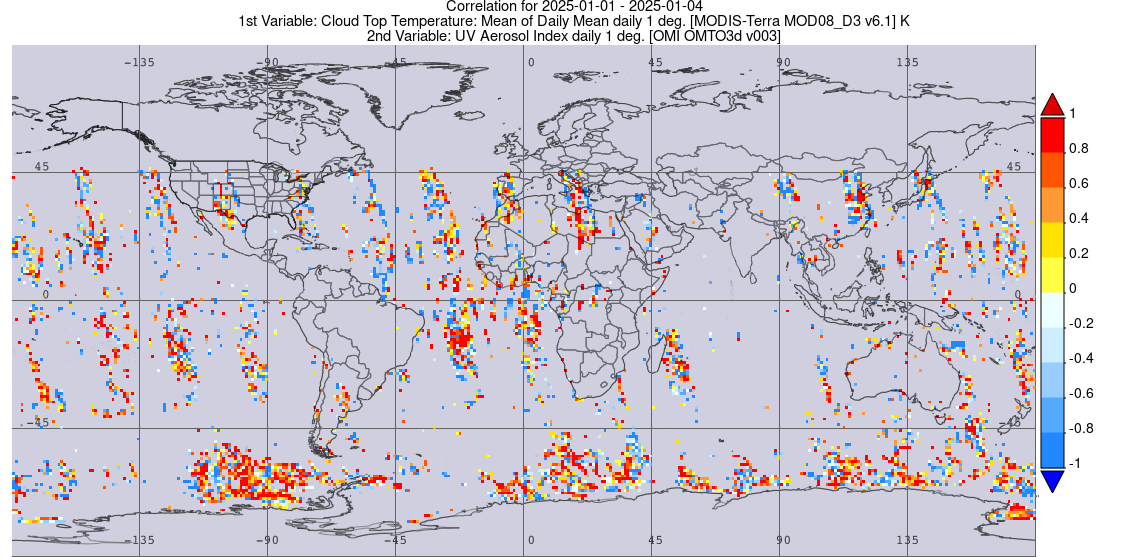 Correlation for 2025-01-01 - 2025-01-04
1st Variable: Cloud Top Temperature: Mean of Daily Mean daily 1 deg. [MODIS-Terra MOD08_D3 v6.1] K
2nd Variable: UV Aerosol Index daily 1 deg. [OMI OMTO3d v003]
-135 -90 -45 0 45 90 135
45 45
0 0
-45 -45
-135 -90 -45 0 45 90 135
1
0.8
0.6
0.4
0.2
0
-0.2
-0.4
-0.6
-0.8
-1